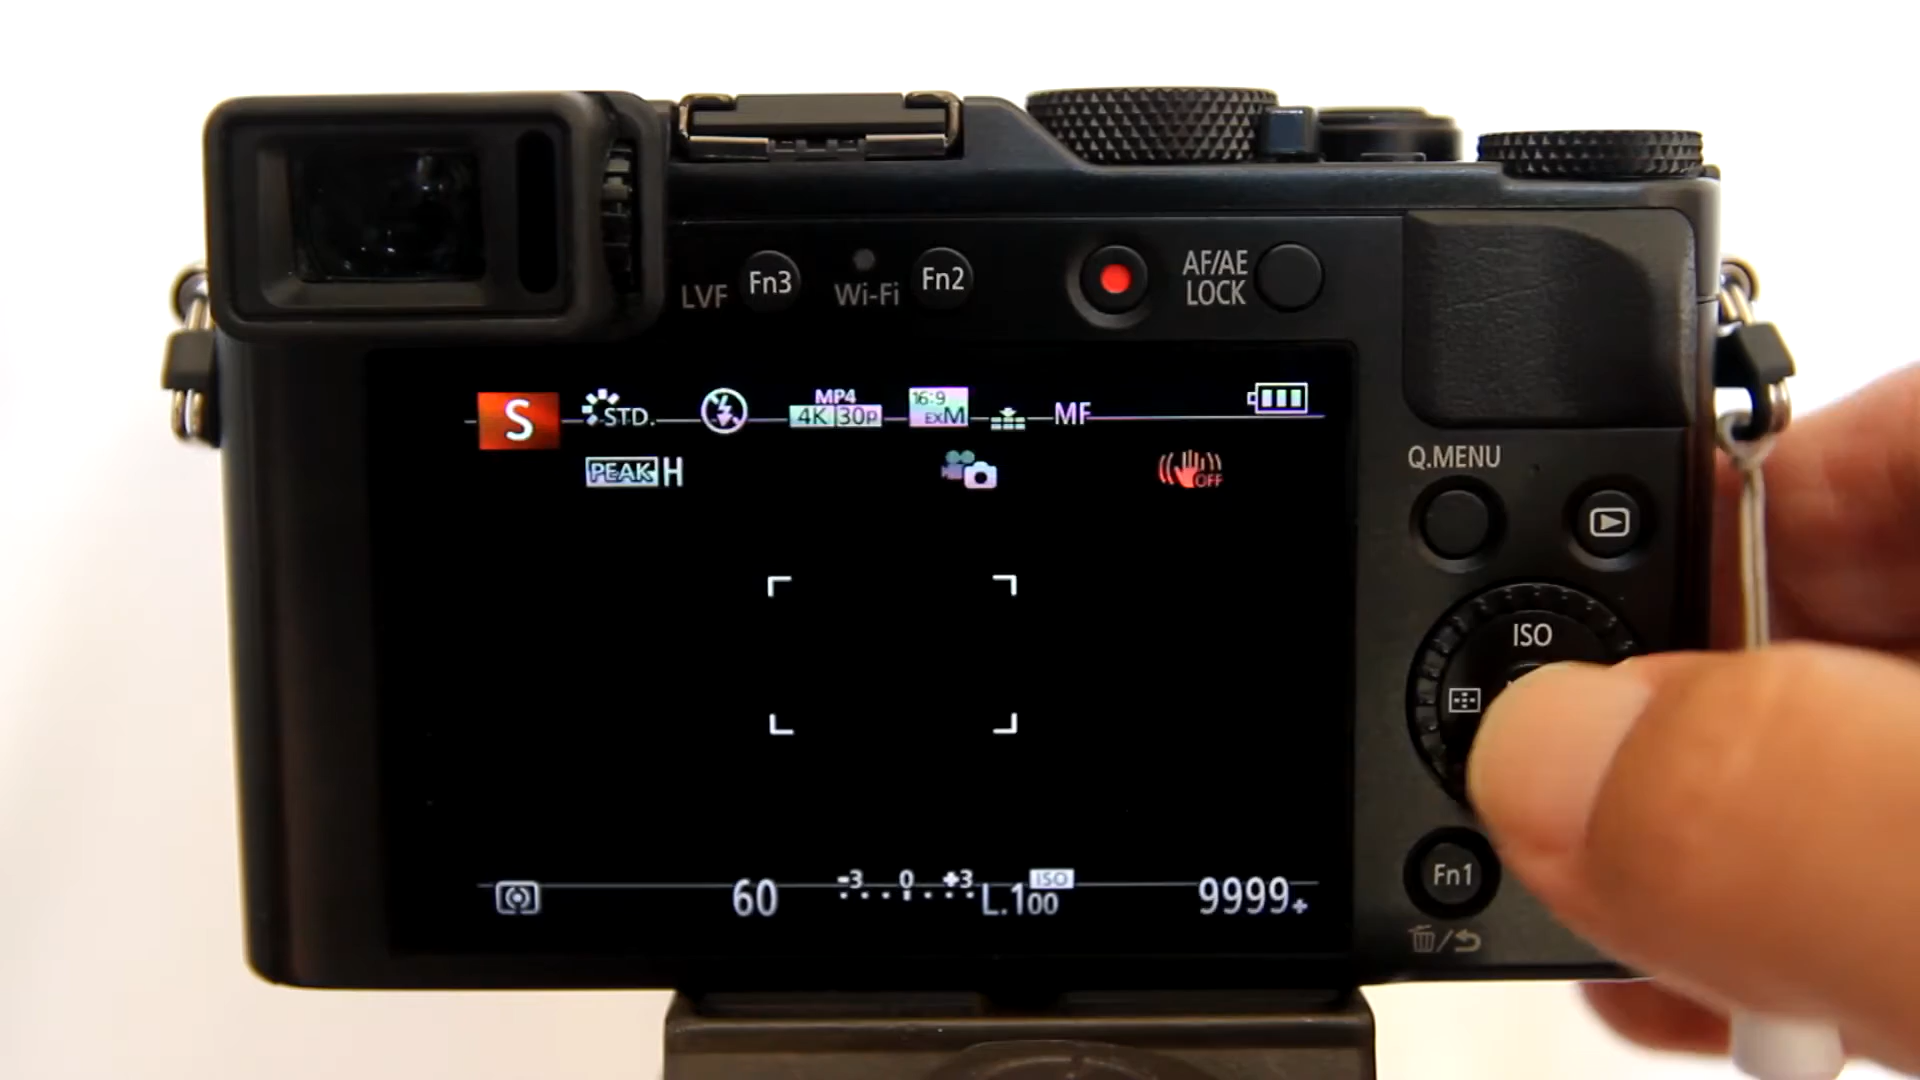 LVF Fn3 Wi-Fi Fn2 AF/AE
LOCK
S STD. MP4 4K 30p 16:9 EXM MF
PEAK H OFF
Q.MENU
ISO
60 -3 0 +3 L.100 ISO 9999+
Fn1